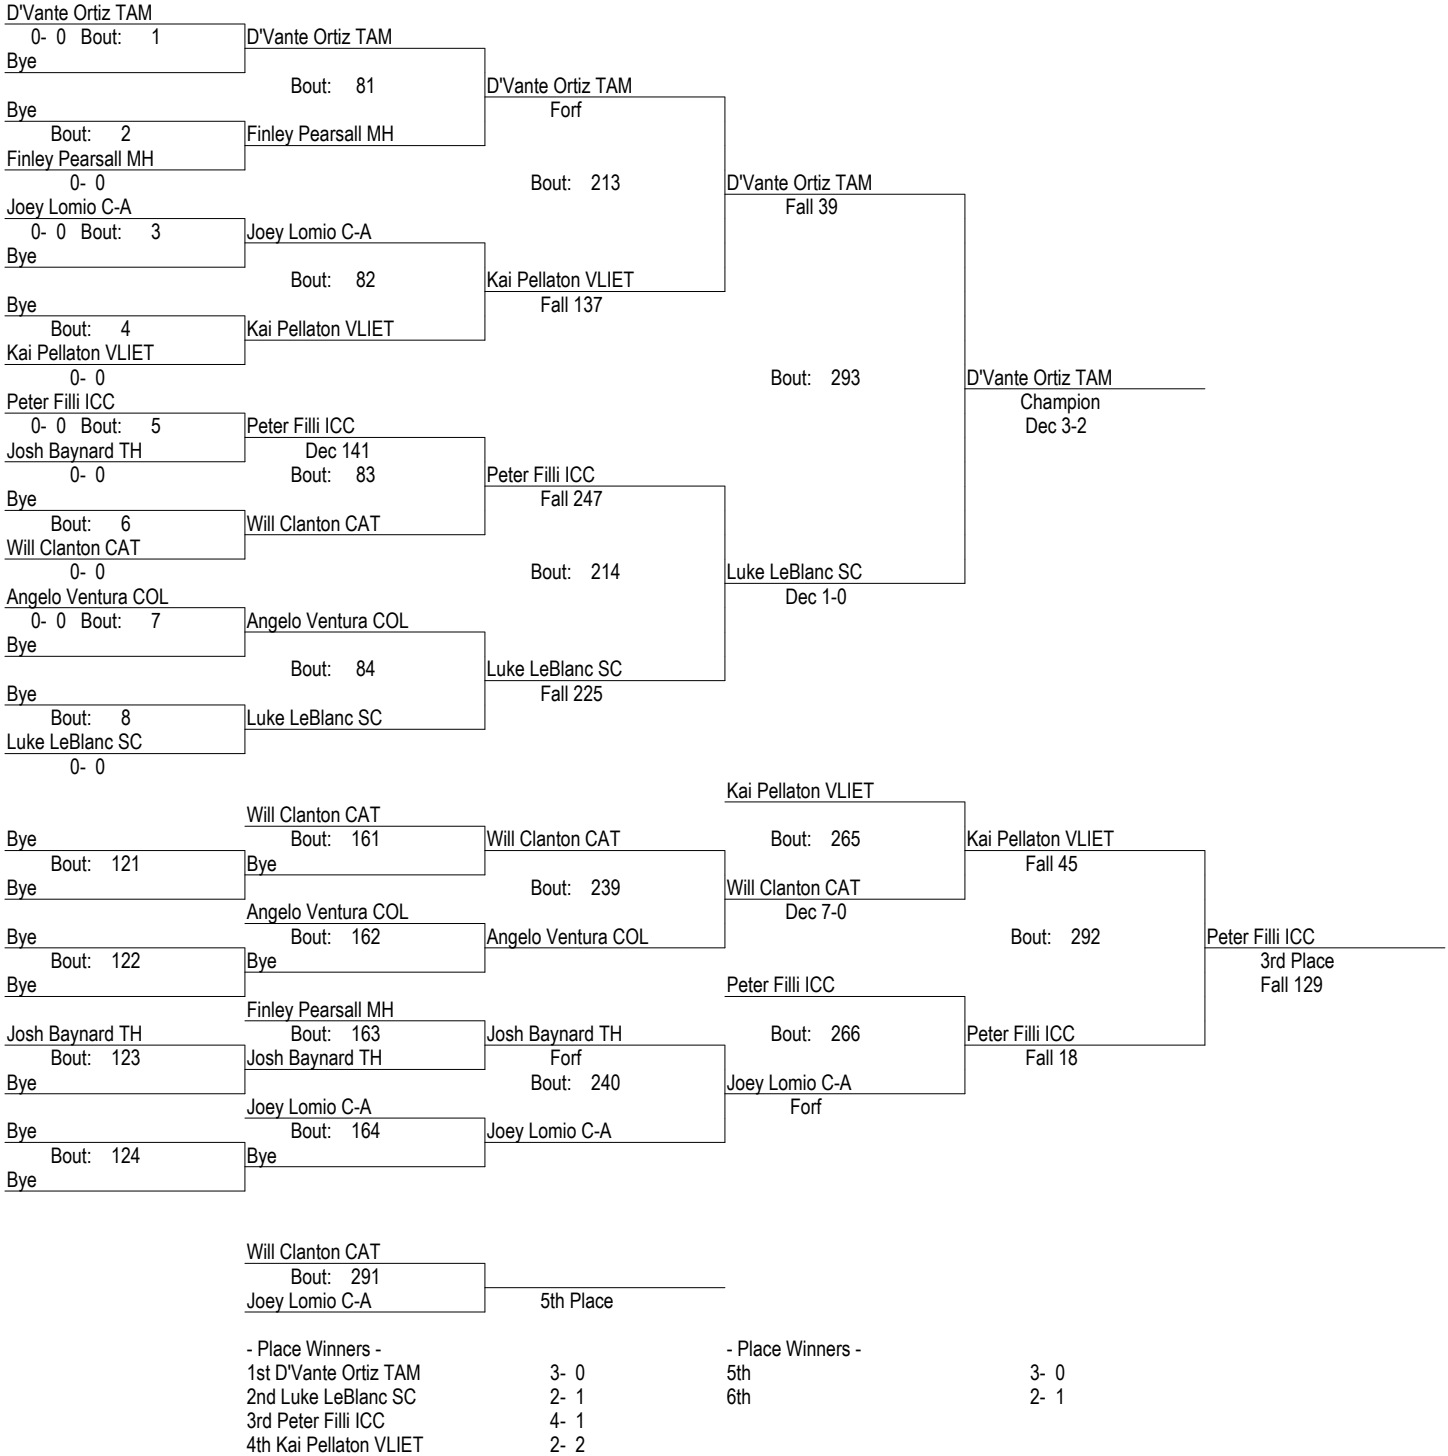 D'Vante Ortiz TAM
0- 0 Bout: 1 D'Vante Ortiz TAM
Bye
Bout: 81 D'Vante Ortiz TAM
Bye Forf
Bout: 2 Finley Pearsall MH
Finley Pearsall MH
0- 0 Bout: 213 D'Vante Ortiz TAM
Joey Lomio C-A Fall 39
0- 0 Bout: 3 Joey Lomio C-A
Bye
Bout: 82 Kai Pellaton VLIET
Bye Fall 137
Bout: 4 Kai Pellaton VLIET
Kai Pellaton VLIET
0- 0 Bout: 293 D'Vante Ortiz TAM
Peter Filli ICC Champion
0- 0 Bout: 5 Peter Filli ICC Dec 3-2
Josh Baynard TH Dec 141
0- 0 Bout: 83 Peter Filli ICC
Bye Fall 247
Bout: 6 Will Clanton CAT
Will Clanton CAT
0- 0 Bout: 214 Luke LeBlanc SC
Angelo Ventura COL Dec 1-0
0- 0 Bout: 7 Angelo Ventura COL
Bye
Bout: 84 Luke LeBlanc SC
Bye Fall 225
Bout: 8 Luke LeBlanc SC
Luke LeBlanc SC
0- 0
Kai Pellaton VLIET
Will Clanton CAT
Bye Bout: 161 Will Clanton CAT Bout: 265 Kai Pellaton VLIET
Bout: 121 Bye Fall 45
Bye Bout: 239 Will Clanton CAT
Angelo Ventura COL Dec 7-0
Bye Bout: 162 Angelo Ventura COL Bout: 292 Peter Filli ICC
Bout: 122 Bye 3rd Place
Bye Peter Filli ICC Fall 129
Finley Pearsall MH
Josh Baynard TH Bout: 163 Josh Baynard TH Bout: 266 Peter Filli ICC
Bout: 123 Josh Baynard TH Forf Fall 18
Bye Bout: 240 Joey Lomio C-A
Joey Lomio C-A Forf
Bye Bout: 164 Joey Lomio C-A
Bout: 124 Bye
Bye
Will Clanton CAT
Bout: 291
Joey Lomio C-A 5th Place
- Place Winners - - Place Winners -
1st D'Vante Ortiz TAM 3- 0 5th 3- 0
2nd Luke LeBlanc SC 2- 1 6th 2- 1
3rd Peter Filli ICC 4- 1
4th Kai Pellaton VLIET 2- 2